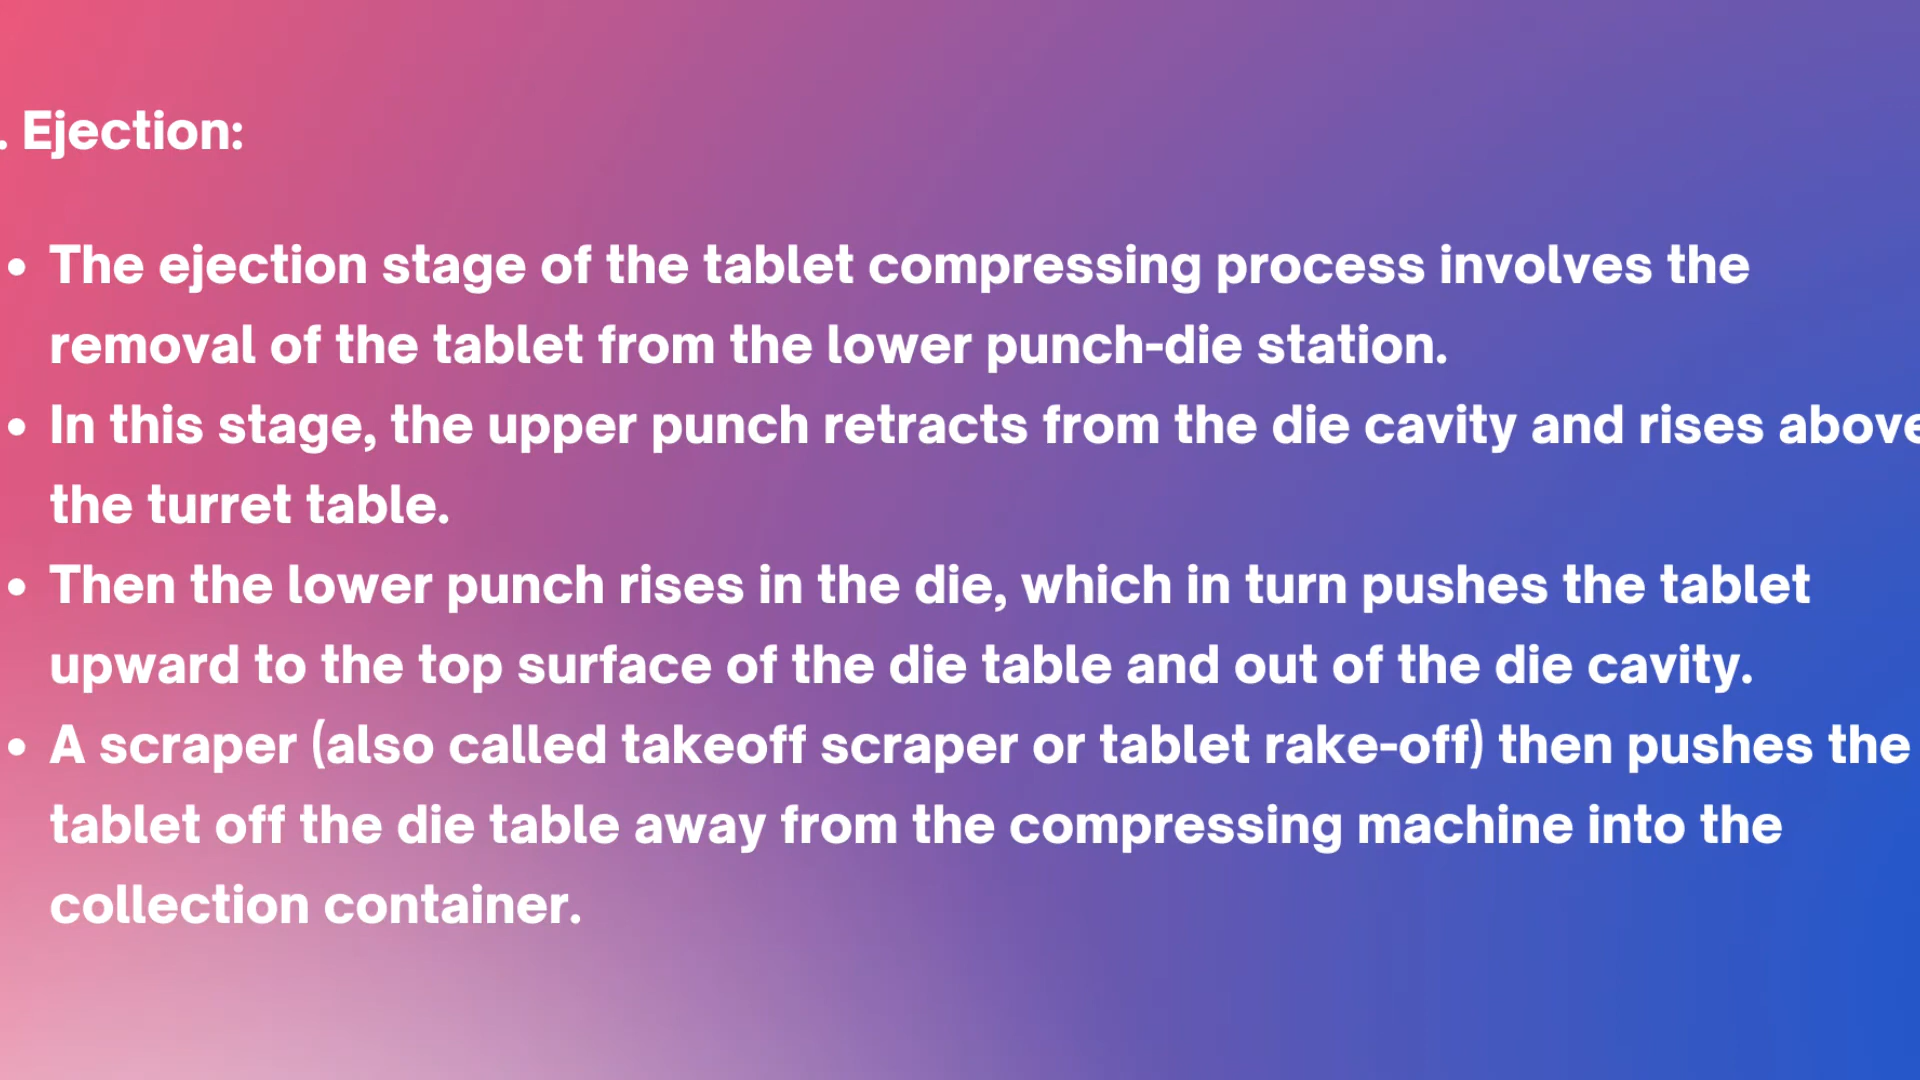 . Ejection:
• The ejection stage of the tablet compressing process involves the
removal of the tablet from the lower punch-die station.
• In this stage, the upper punch retracts from the die cavity and rises above
the turret table.
• Then the lower punch rises in the die, which in turn pushes the tablet
upward to the top surface of the die table and out of the die cavity.
• A scraper (also called takeoff scraper or tablet rake-off) then pushes the
tablet off the die table away from the compressing machine into the
collection container.